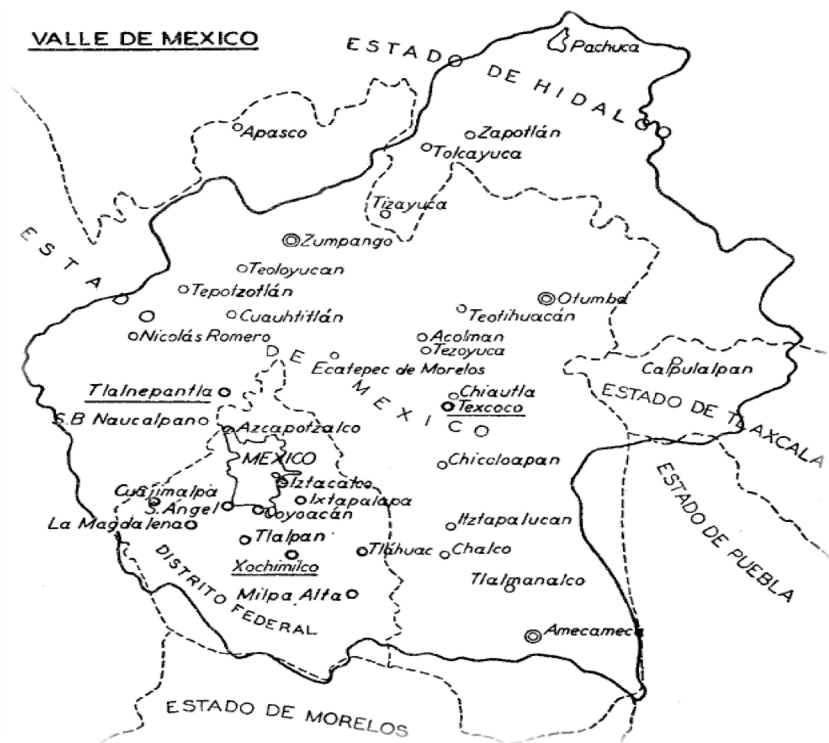 VALLE DE MEXICO
ESTADO DE HIDALGO
Pachuca
Apasco
Zapotlán
Tolcayuca
Tizayuca
Zumpango
ESTADO DE MEXICO
Teoloyucan
Tepotzotlán
Otumba
Cuauhtitlán
Teotihuacán
Nicolás Romero
Acolman
Tezoyuca
Ecatepec de Morelos
Calpulalpan
Tlalnepantla
Chiautla
ESTADO DE TLAXCALA
Texcoco
S.B Naucalpano
Azcapotzalco
MEXICO
Chicoloapan
ESTADO DE PUEBLA
Iztacalco
Cuajimalpa
Ixtapalapa
S. Angel
Coyoacán
La Magdalena
Itztapalucan
Tlalpan
Tláhuac
Chalco
Xochimilco
DISTRITO FEDERAL
Tlalmanalco
Milpa Alta
Amecameca
ESTADO DE MORELOS